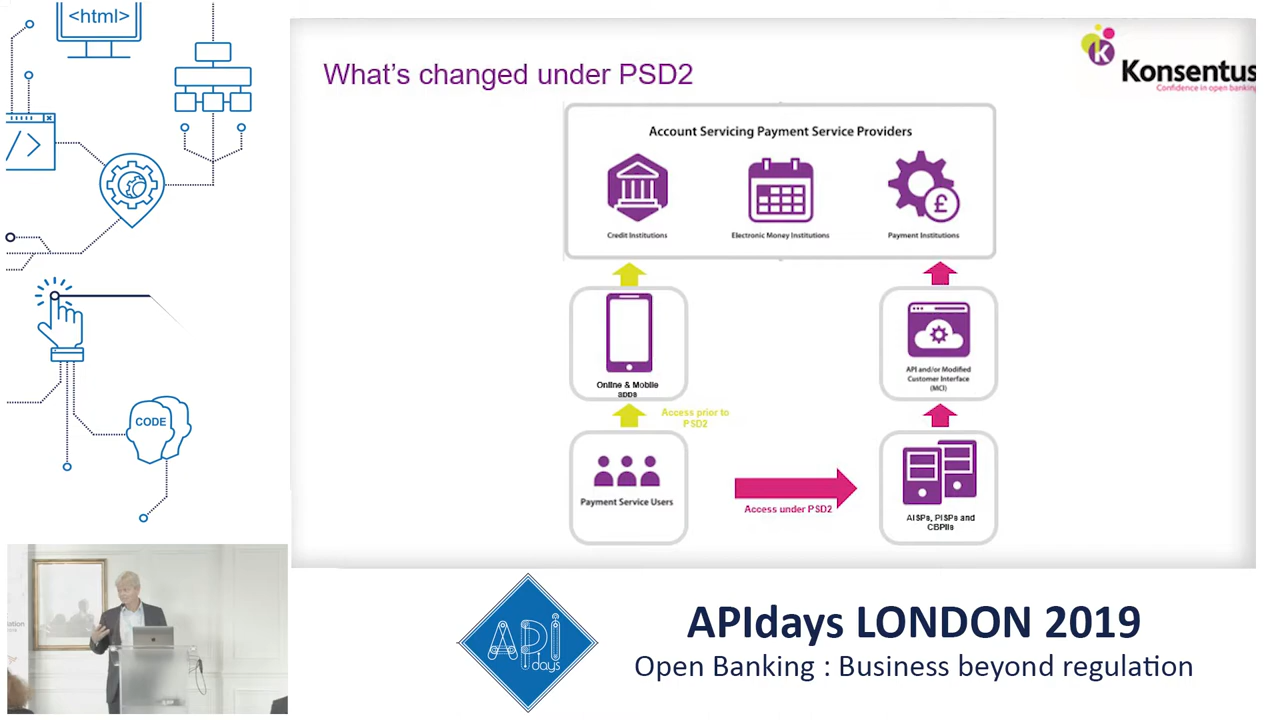 <html>
</>
CODE
What's changed under PSD2
Konsentus
Confidence in open banking
Account Servicing Payment Service Providers
Credit Institutions
Electronic Money Institutions
Payment Institutions
Online & Mobile
API and/or Modified
Customer Interface
(MCI)
Access prior to
PSD2
Payment Service Users
Access under PSD2
AISPs, PISPs and
CBPIIs
API
days
APIdays LONDON 2019
Open Banking : Business beyond regulation